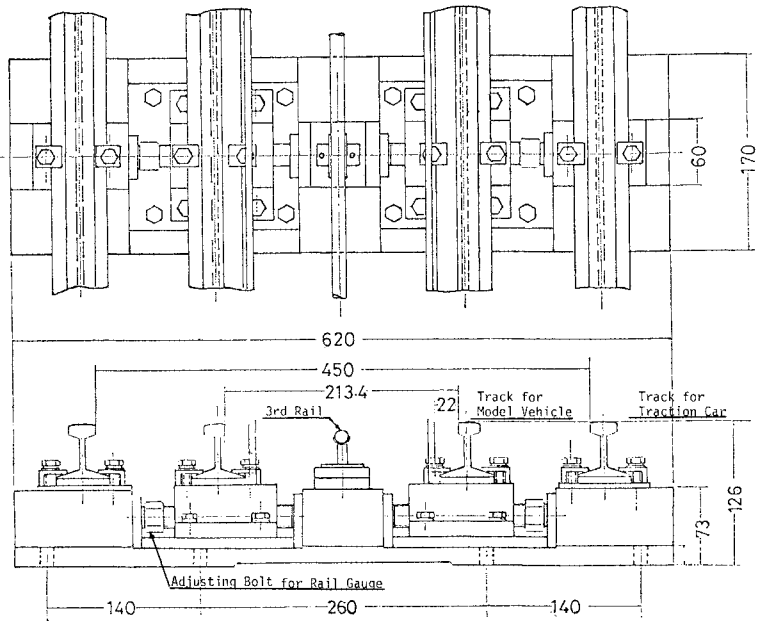 60
170
620
450
213.4
22
3rd Rail
Track for
Model Vehicle
Track for
Traction Car
126
73
Adjusting Bolt for Rail Gauge
140
260
140